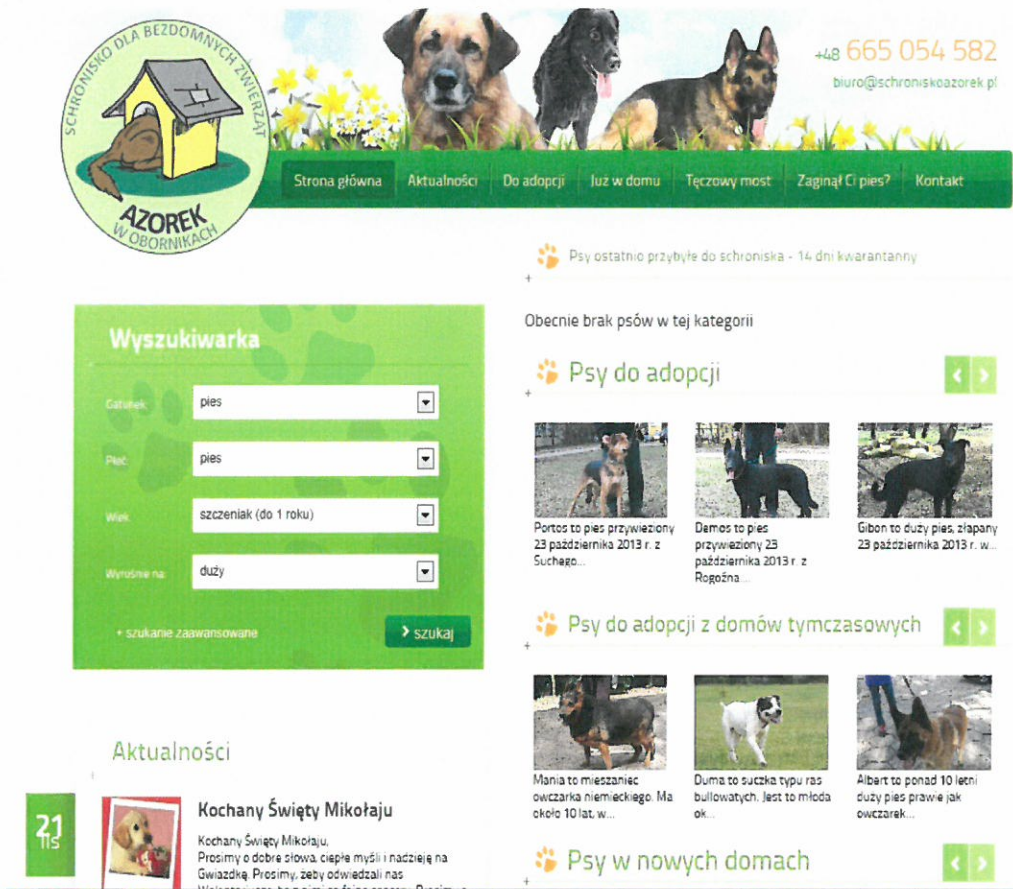 SCHRONISKO DLA BEZDOMNYCH ZWIERZĄT
AZOREK
W OBORNIKACH
+48 665 054 582
biuro@schroniskoazorek.pl
Strona główna
Aktualności
Do adopcji
Już w domu
Tęczowy most
Zaginął Ci pies?
Kontakt
Psy ostatnio przybyłe do schroniska - 14 dni kwarantanny
Obecnie brak psów w tej kategorii
Wyszukiwarka
Gatunek:
pies
Płeć:
pies
Wiek:
szczeniak (do 1 roku)
Wyrośnie na:
duży
+ szukanie zaawansowane
szukaj
Psy do adopcji
Portos to pies przywieziony
23 października 2013 r. z
Suchego...
Demos to pies
przywieziony 23
października 2013 r. z
Rogoźna....
Gibon to duży pies, złapany
23 października 2013 r. w...
Psy do adopcji z domów tymczasowych
Mania to mieszaniec
owczarka niemieckiego. Ma
około 10 lat, w...
Duma to suczka typu ras
bullowatych. Jest to młoda
ok...
Albert to ponad 10 letni
duży pies prawie jak
owczarek...
Psy w nowych domach
Aktualności
21
lis
Kochany Święty Mikołaju
Kochany Święty Mikołaju,
Prosimy o dobre słowa, ciepłe myśli i nadzieję na
Gwiazdkę. Prosimy, żeby odwiedzali nas